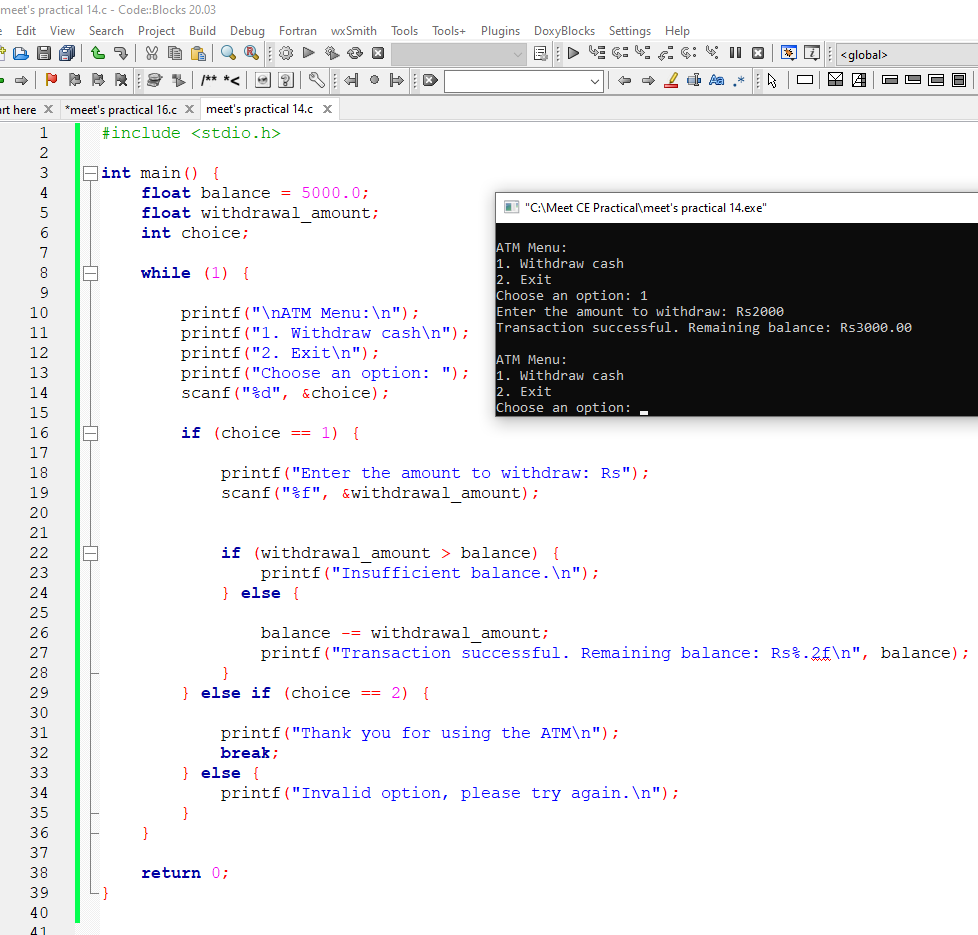 meet's practical 14.c - Code::Blocks 20.03
Edit View Search Project Build Debug Fortran wxSmith Tools Tools+ Plugins DoxyBlocks Settings Help
<global>
/** *<
rt here *meet's practical 16.c meet's practical 14.c
1 #include <stdio.h>
2
3 int main() {
4 float balance = 5000.0;
5 float withdrawal_amount;
6 int choice;
7
8 while (1) {
9
10 printf("\nATM Menu:\n");
11 printf("1. Withdraw cash\n");
12 printf("2. Exit\n");
13 printf("Choose an option: ");
14 scanf("%d", &choice);
15
16 if (choice == 1) {
17
18 printf("Enter the amount to withdraw: Rs");
19 scanf("%f", &withdrawal_amount);
20
21
22 if (withdrawal_amount > balance) {
23 printf("Insufficient balance.\n");
24 } else {
25
26 balance -= withdrawal_amount;
27 printf("Transaction successful. Remaining balance: Rs%.2f\n", balance);
28 }
29 } else if (choice == 2) {
30
31 printf("Thank you for using the ATM\n");
32 break;
33 } else {
34 printf("Invalid option, please try again.\n");
35 }
36 }
37
38 return 0;
39 }
40
41
"C:\Meet CE Practical\meet's practical 14.exe"
ATM Menu:
1. Withdraw cash
2. Exit
Choose an option: 1
Enter the amount to withdraw: Rs2000
Transaction successful. Remaining balance: Rs3000.00
ATM Menu:
1. Withdraw cash
2. Exit
Choose an option: